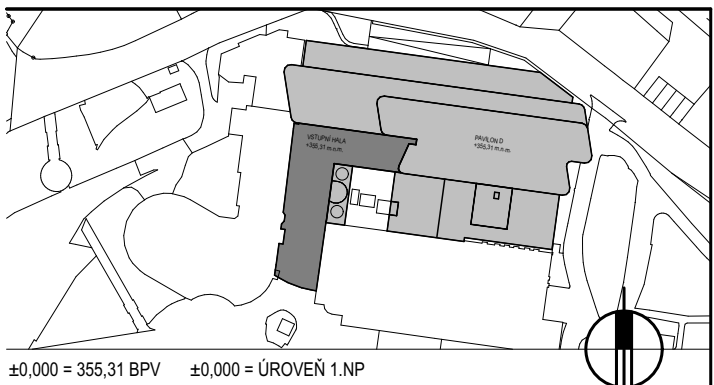 VSTUPNÍ HALA
+355,31 m.n.m.
PAVILON D
+355,31 m.n.m.
±0,000 = 355,31 BPV ±0,000 = ÚROVEŇ 1.NP